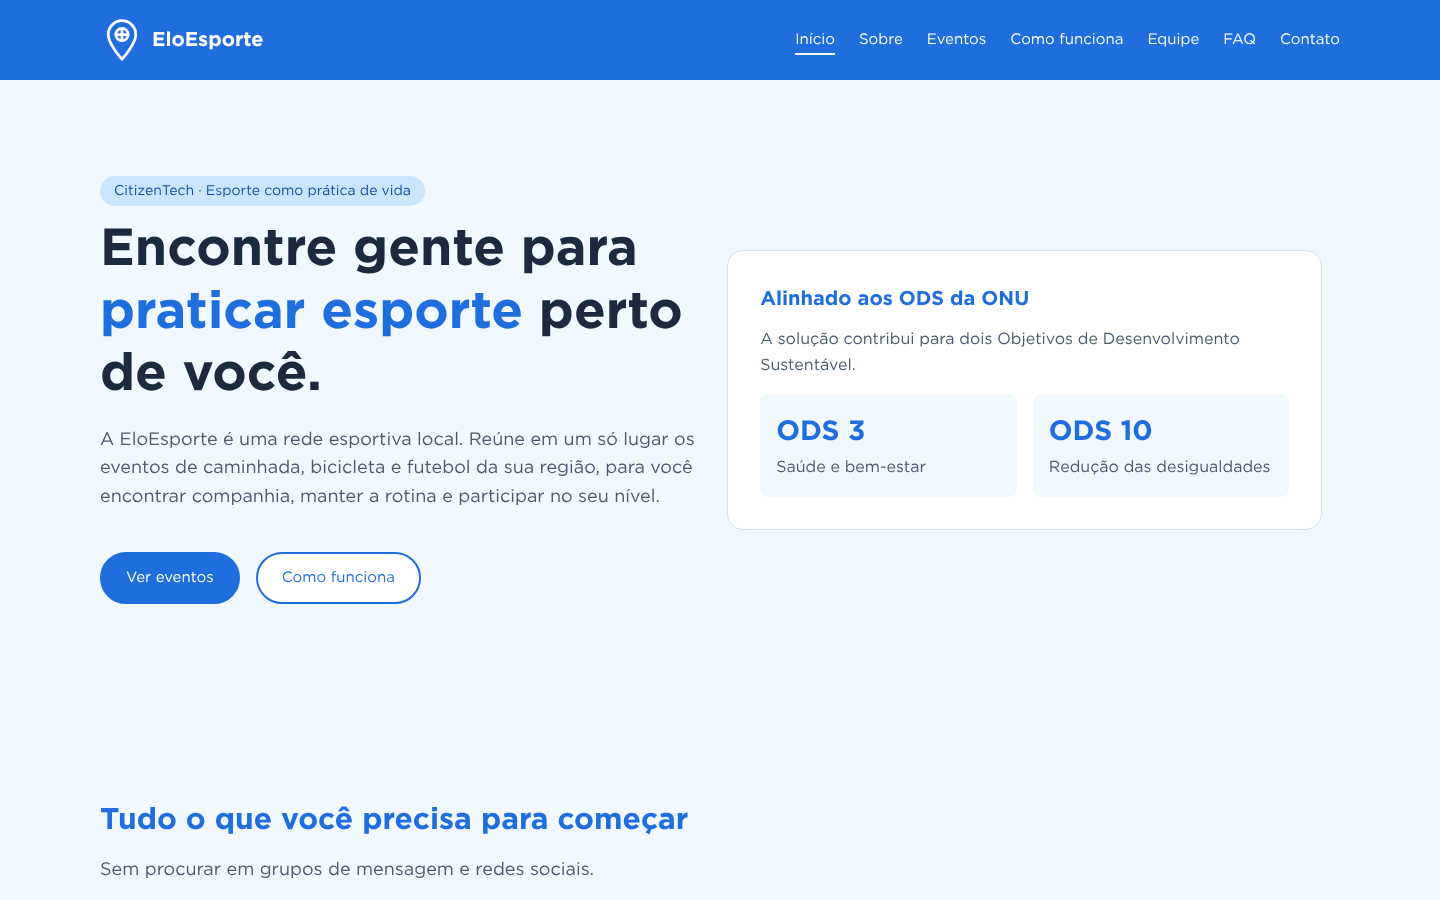 EloEsporte
Início Sobre Eventos Como funciona Equipe FAQ Contato
CitizenTech · Esporte como prática de vida
Encontre gente para
praticar esporte perto
de você.
A EloEsporte é uma rede esportiva local. Reúne em um só lugar os
eventos de caminhada, bicicleta e futebol da sua região, para você
encontrar companhia, manter a rotina e participar no seu nível.
Ver eventos Como funciona
Alinhado aos ODS da ONU
A solução contribui para dois Objetivos de Desenvolvimento
Sustentável.
ODS 3
Saúde e bem-estar
ODS 10
Redução das desigualdades
Tudo o que você precisa para começar
Sem procurar em grupos de mensagem e redes sociais.